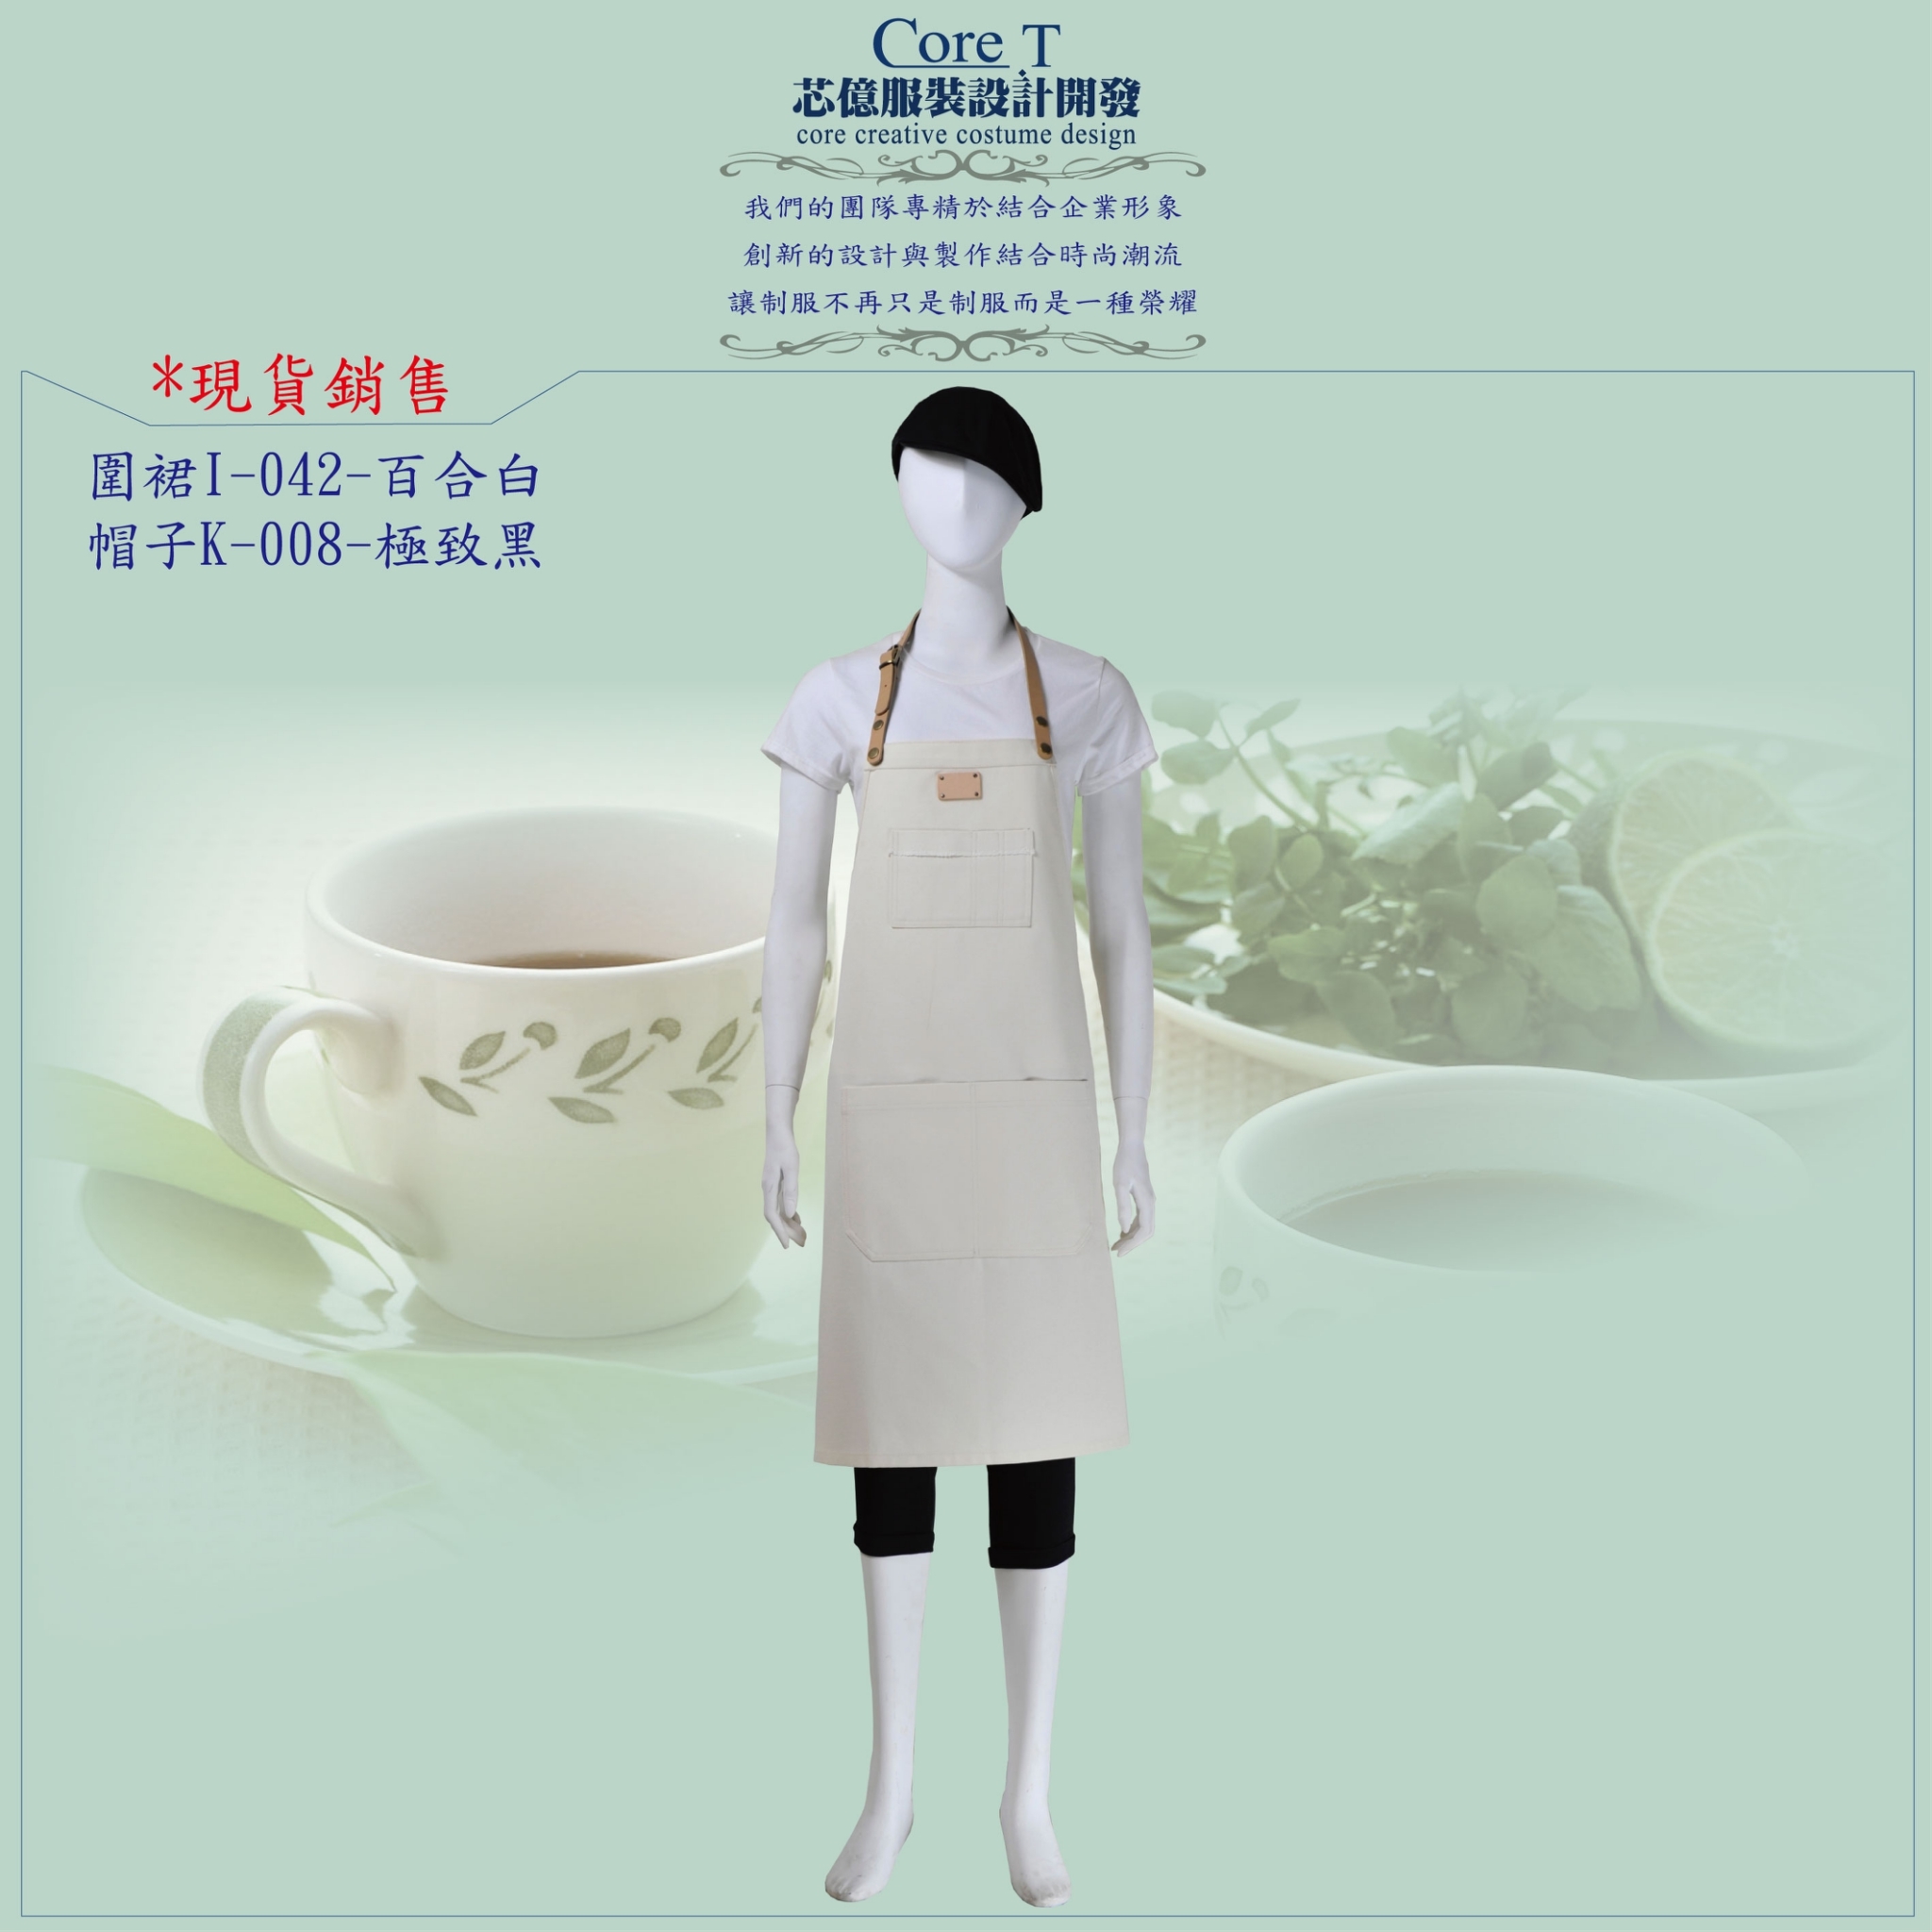 Core T
芯億服裝設計開發
core creative costume design
我們的團隊專精於結合企業形象
創新的設計與製作結合時尚潮流
讓制服不再只是制服而是一種榮耀
*現貨銷售
圍裙I-042-百合白
帽子K-008-極致黑